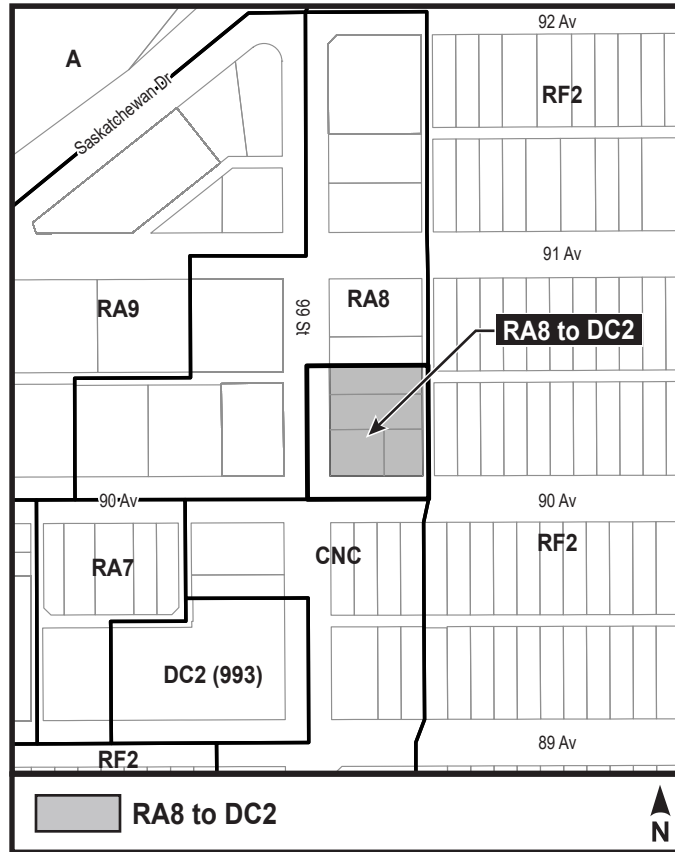 92 Av
A
RF2
Saskatchewan Dr
91 Av
RA9
RA8
99 St
RA8 to DC2
90 Av
90 Av
CNC
RF2
RA7
DC2 (993)
89 Av
RF2
RA8 to DC2
N